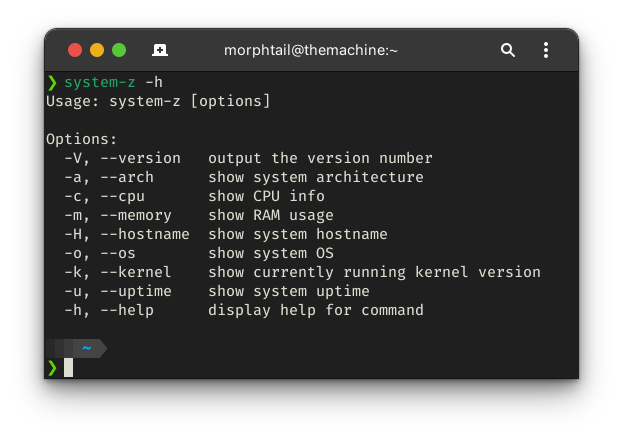 morphtail@themachine:~
❯ system-z -h
Usage: system-z [options]

Options:
  -V, --version   output the version number
  -a, --arch      show system architecture
  -c, --cpu       show CPU info
  -m, --memory    show RAM usage
  -H, --hostname  show system hostname
  -o, --os        show system OS
  -k, --kernel    show currently running kernel version
  -u, --uptime    show system uptime
  -h, --help      display help for command

~
❯